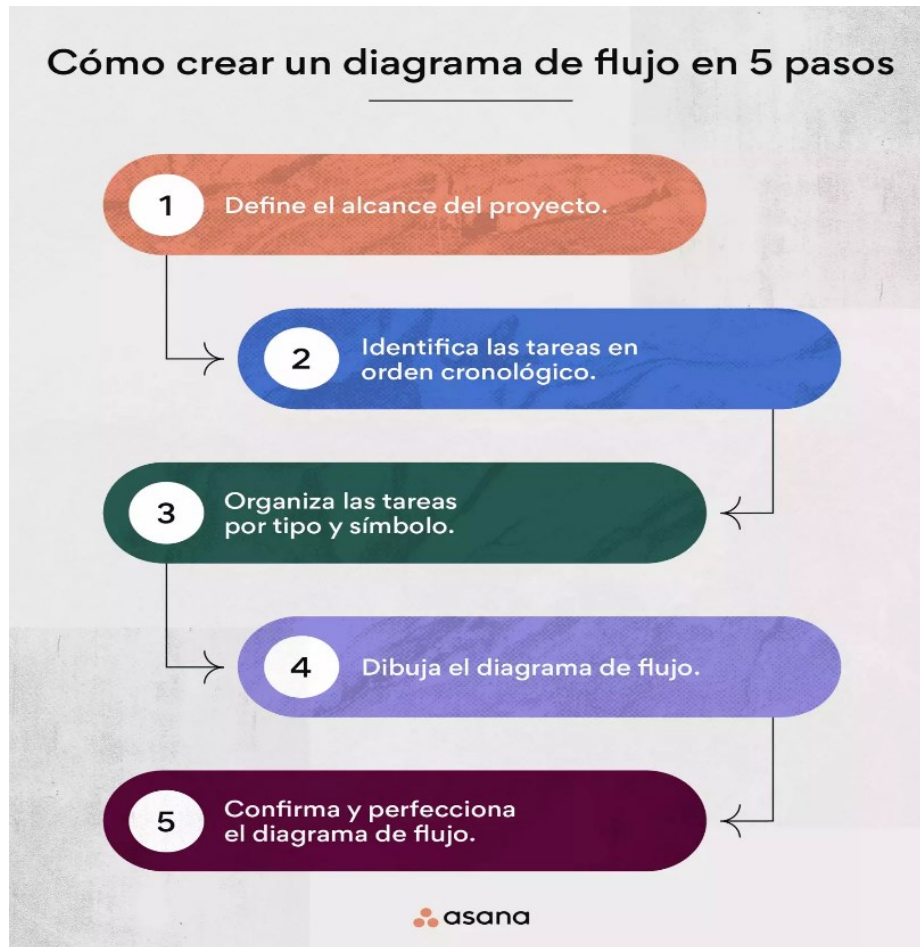 Cómo crear un diagrama de flujo en 5 pasos
1
Define el alcance del proyecto.
2
Identifica las tareas en
orden cronológico.
3
Organiza las tareas
por tipo y símbolo.
4
Dibuja el diagrama de flujo.
5
Confirma y perfecciona
el diagrama de flujo.
asana